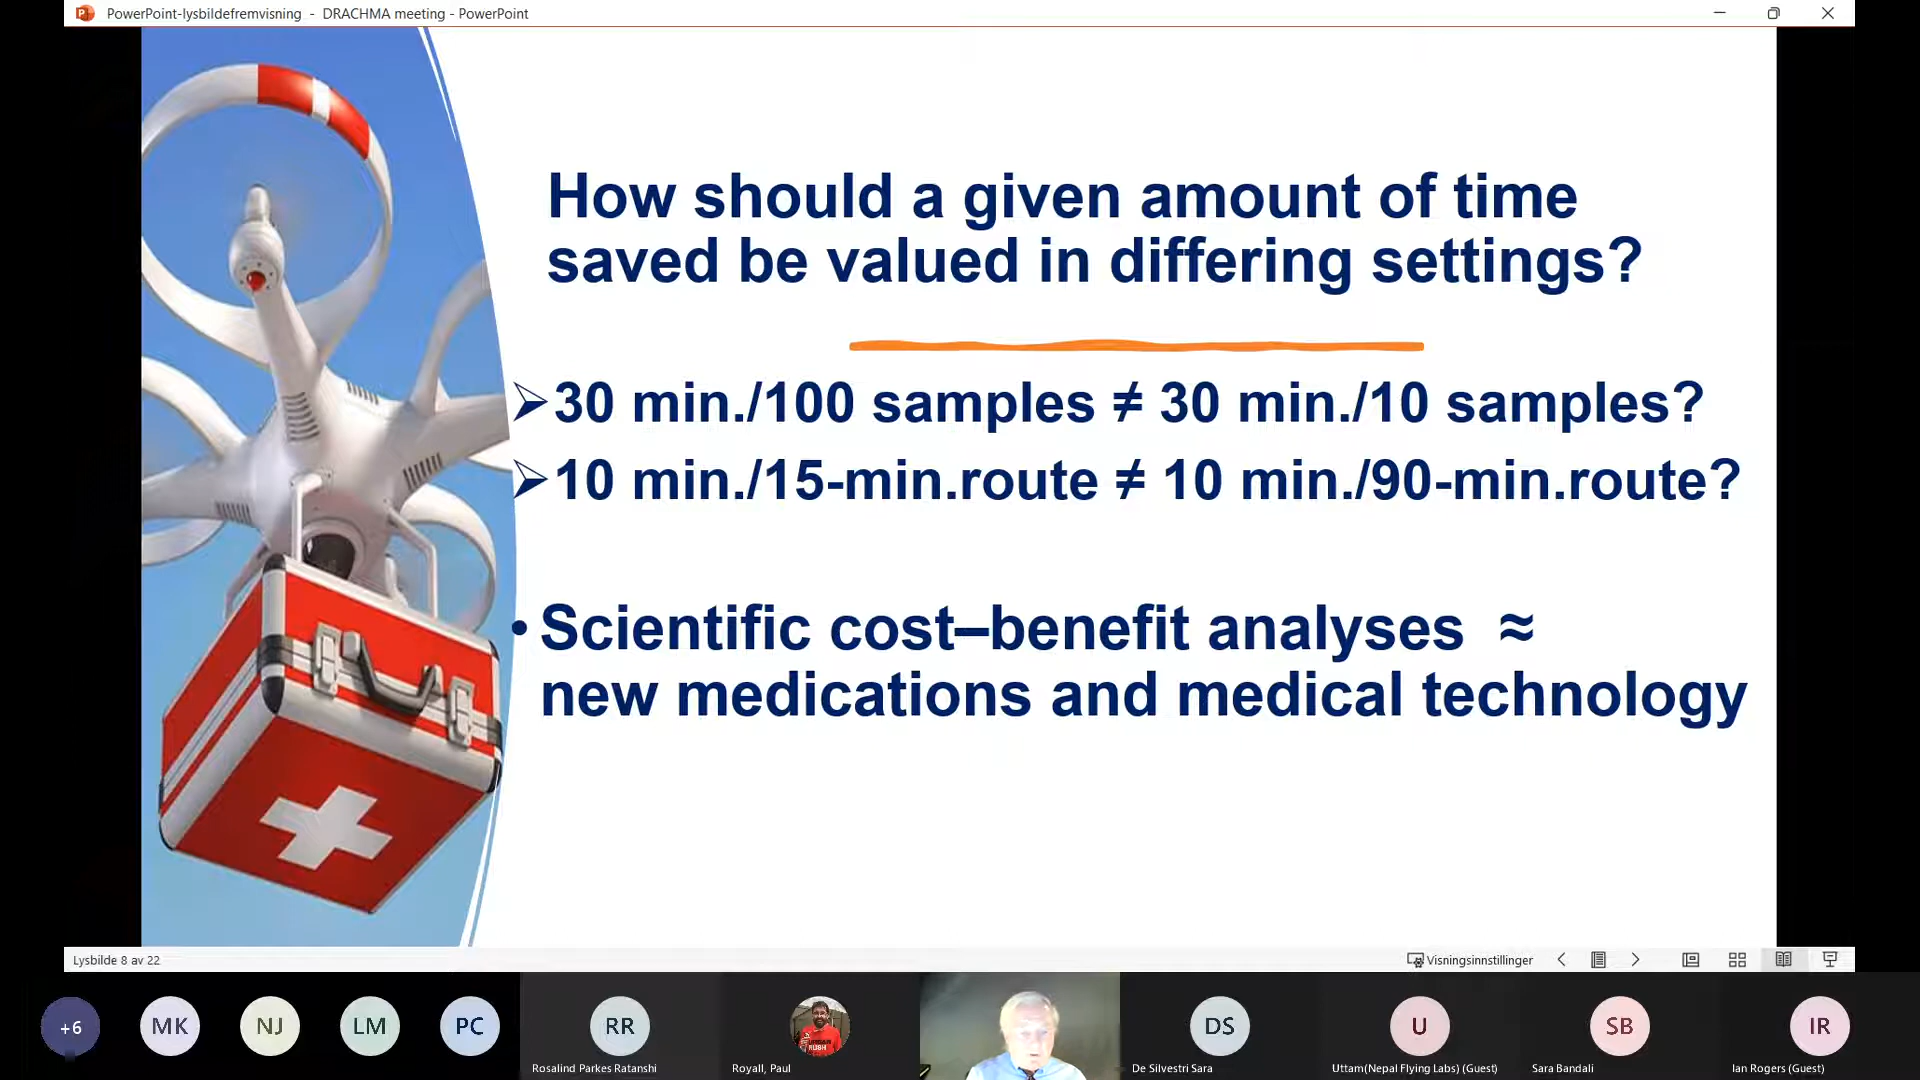 PowerPoint-lysbildefremvisning - DRACHMA meeting - PowerPoint
How should a given amount of time
saved be valued in differing settings?
➢30 min./100 samples ≠ 30 min./10 samples?
➢10 min./15-min.route ≠ 10 min./90-min.route?
• Scientific cost–benefit analyses ≈
new medications and medical technology
Lysbilde 8 av 22
Visningsinnstillinger
+6
MK
NJ
LM
PC
RR
DS
U
SB
IR
Rosalind Parkes Ratanshi
Royall, Paul
De Silvestri Sara
Uttam(Nepal Flying Labs) (Guest)
Sara Bandali
Ian Rogers (Guest)